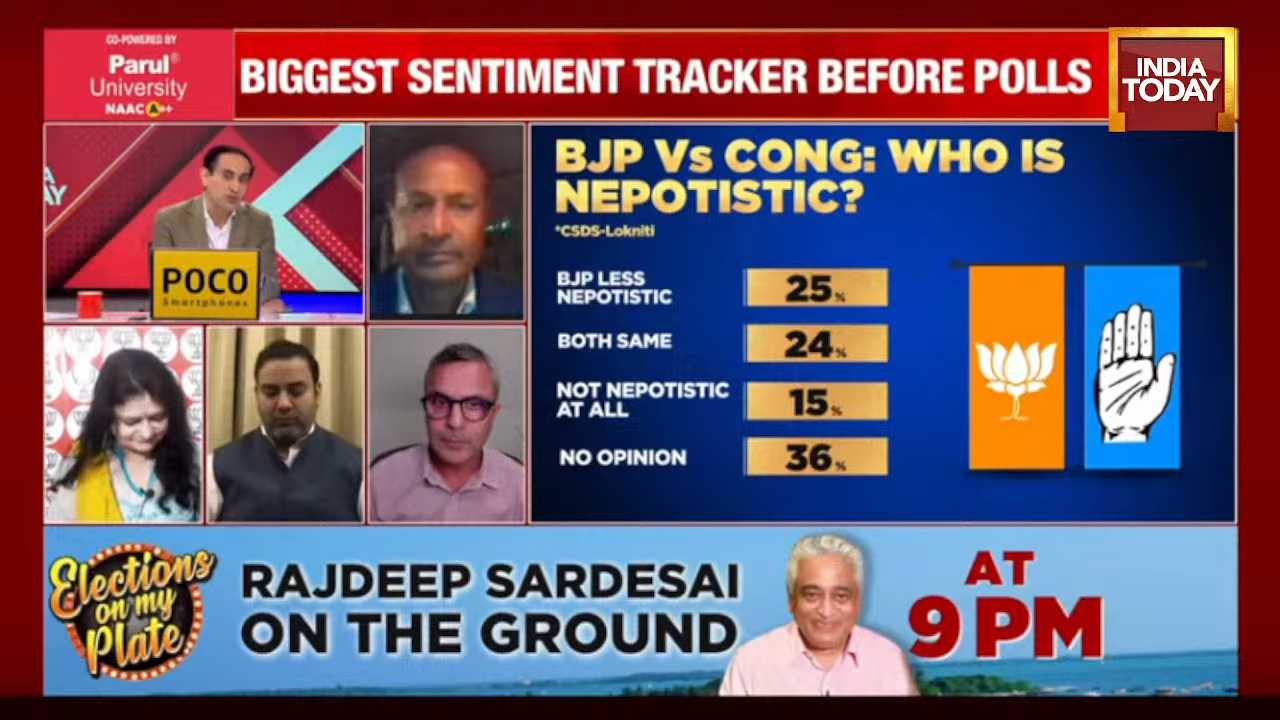 CO-POWERED BY
Parul®
University
NAAC A++
BIGGEST SENTIMENT TRACKER BEFORE POLLS
INDIA
TODAY
AY
POCO
Smartphones
BJP Vs CONG: WHO IS
NEPOTISTIC?
*CSDS-Lokniti
BJP LESS
NEPOTISTIC
25%
BOTH SAME
24%
NOT NEPOTISTIC
AT ALL
15%
NO OPINION
36%
Elections
on my
Plate
RAJDEEP SARDESAI
ON THE GROUND
AT
9 PM